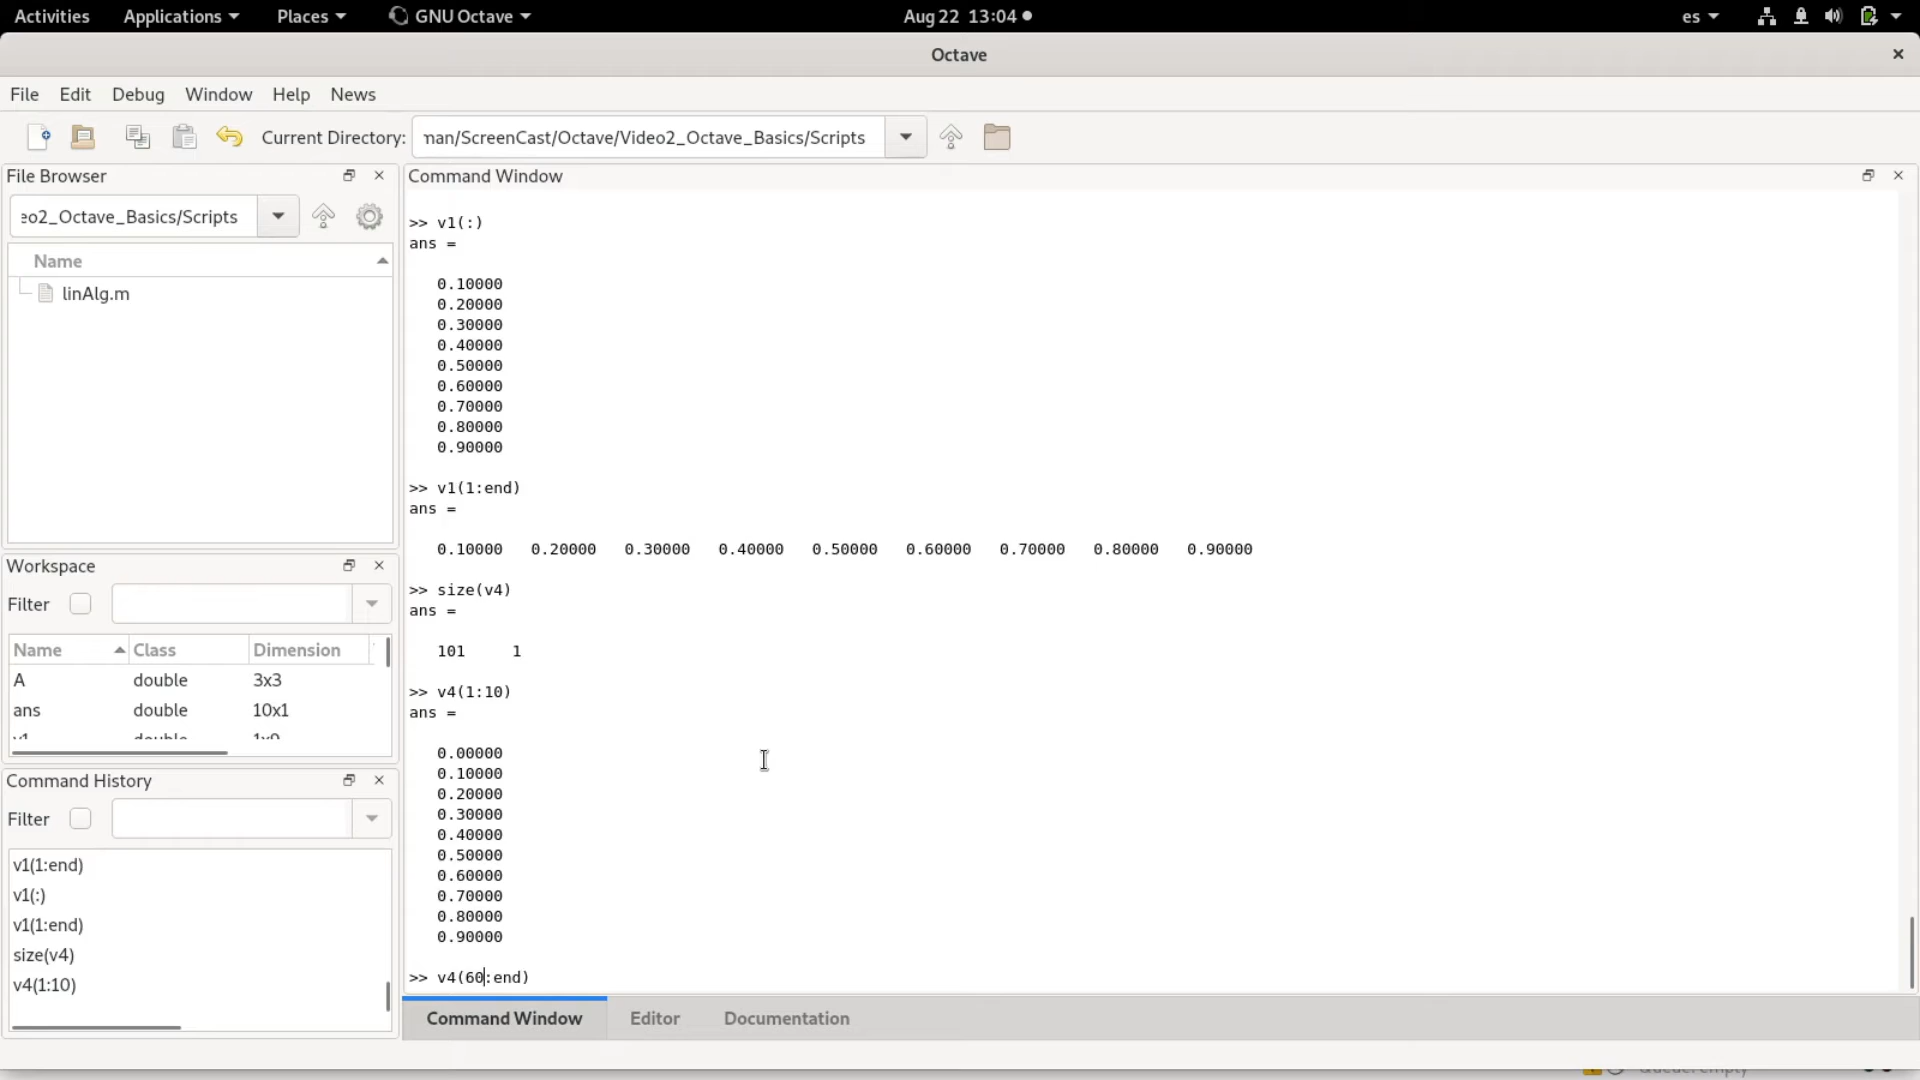 Activities Applications Places GNU Octave Aug 22 13:04 es
Octave
File Edit Debug Window Help News
Current Directory: man/ScreenCast/Octave/Video2_Octave_Basics/Scripts
File Browser
eo2_Octave_Basics/Scripts
Name
linAlg.m
Workspace
Filter
Name Class Dimension
A double 3x3
ans double 10x1
v1 double 1x9
Command History
Filter
v1(1:end)
v1(:)
v1(1:end)
size(v4)
v4(1:10)
Command Window
>> v1(:)
ans =
0.10000
0.20000
0.30000
0.40000
0.50000
0.60000
0.70000
0.80000
0.90000
>> v1(1:end)
ans =
0.10000 0.20000 0.30000 0.40000 0.50000 0.60000 0.70000 0.80000 0.90000
>> size(v4)
ans =
101 1
>> v4(1:10)
ans =
0.00000
0.10000
0.20000
0.30000
0.40000
0.50000
0.60000
0.70000
0.80000
0.90000
>> v4(60:end)
Command Window Editor Documentation